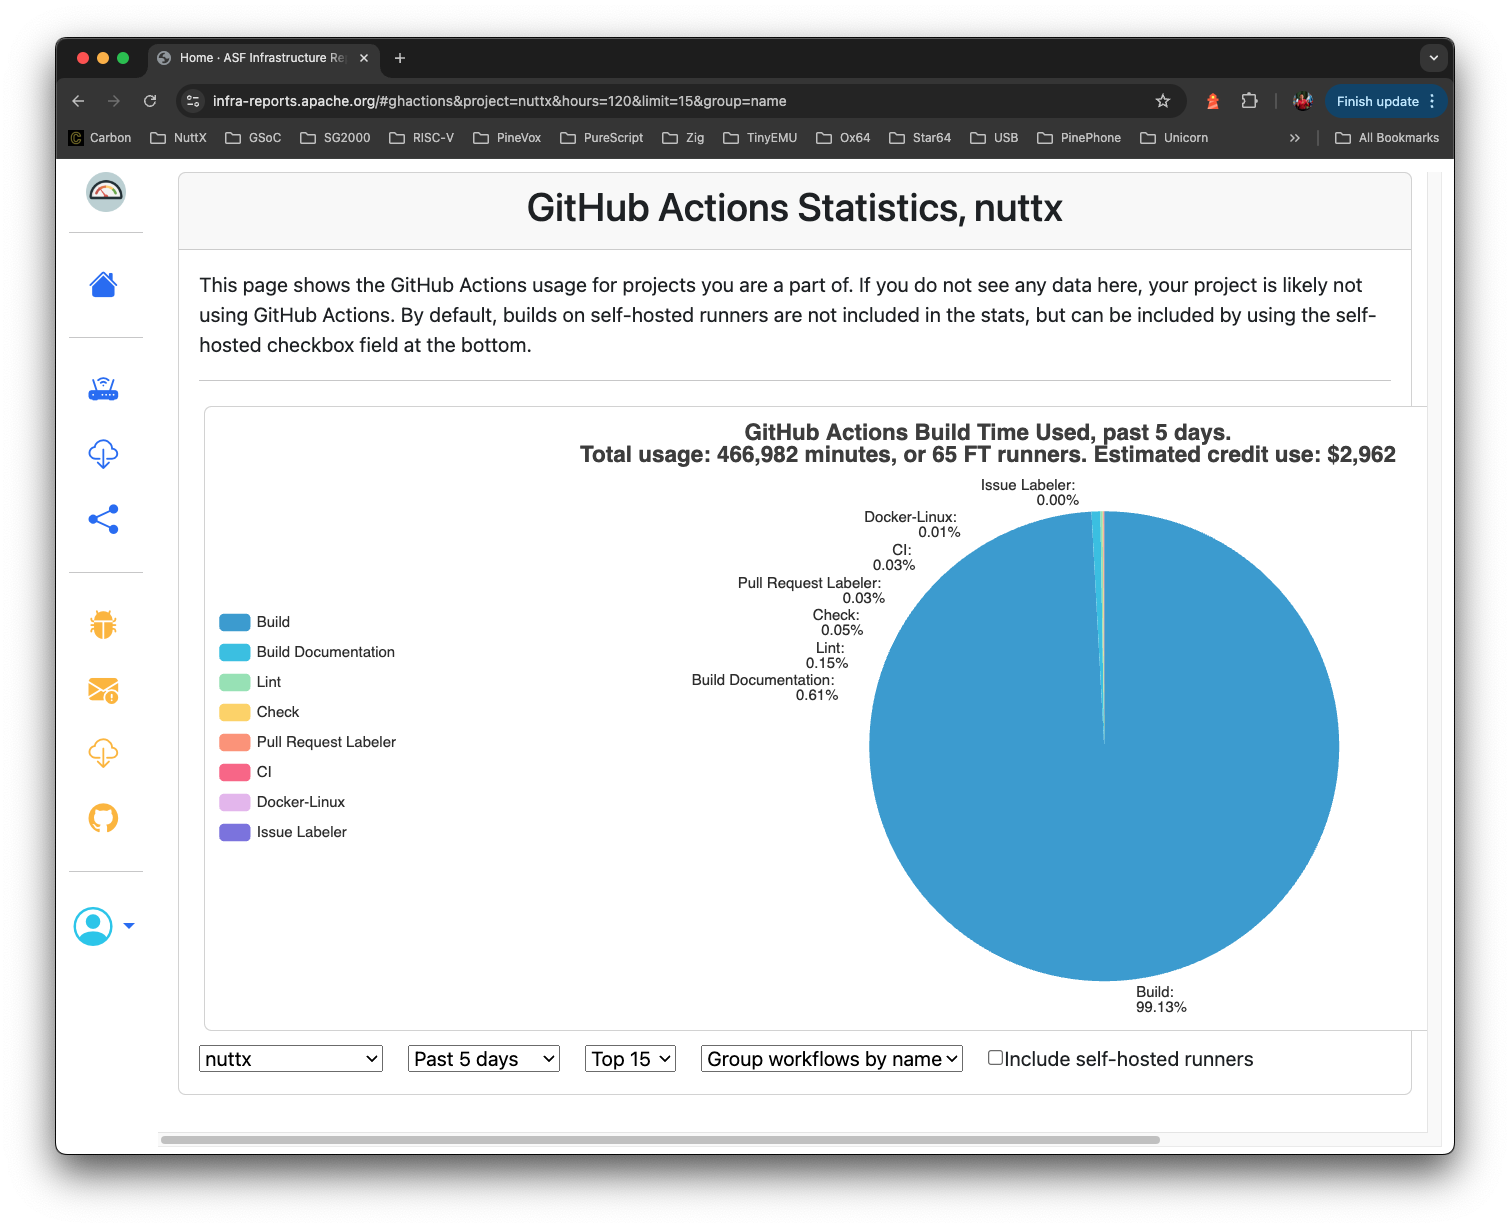 Home · ASF Infrastructure Re
infra-reports.apache.org/#ghactions&project=nuttx&hours=120&limit=15&group=name
Finish update
Carbon NuttX GSoC SG2000 RISC-V PineVox PureScript Zig TinyEMU Ox64 Star64 USB PinePhone Unicorn » All Bookmarks
GitHub Actions Statistics, nuttx
This page shows the GitHub Actions usage for projects you are a part of. If you do not see any data here, your project is likely not
using GitHub Actions. By default, builds on self-hosted runners are not included in the stats, but can be included by using the self-
hosted checkbox field at the bottom.
GitHub Actions Build Time Used, past 5 days.
Total usage: 466,982 minutes, or 65 FT runners. Estimated credit use: $2,962
Issue Labeler:
0.00%
Docker-Linux:
0.01%
CI:
0.03%
Pull Request Labeler:
0.03%
Check:
0.05%
Lint:
0.15%
Build Documentation:
0.61%
Build:
99.13%
Build
Build Documentation
Lint
Check
Pull Request Labeler
CI
Docker-Linux
Issue Labeler
nuttx Past 5 days Top 15 Group workflows by name Include self-hosted runners